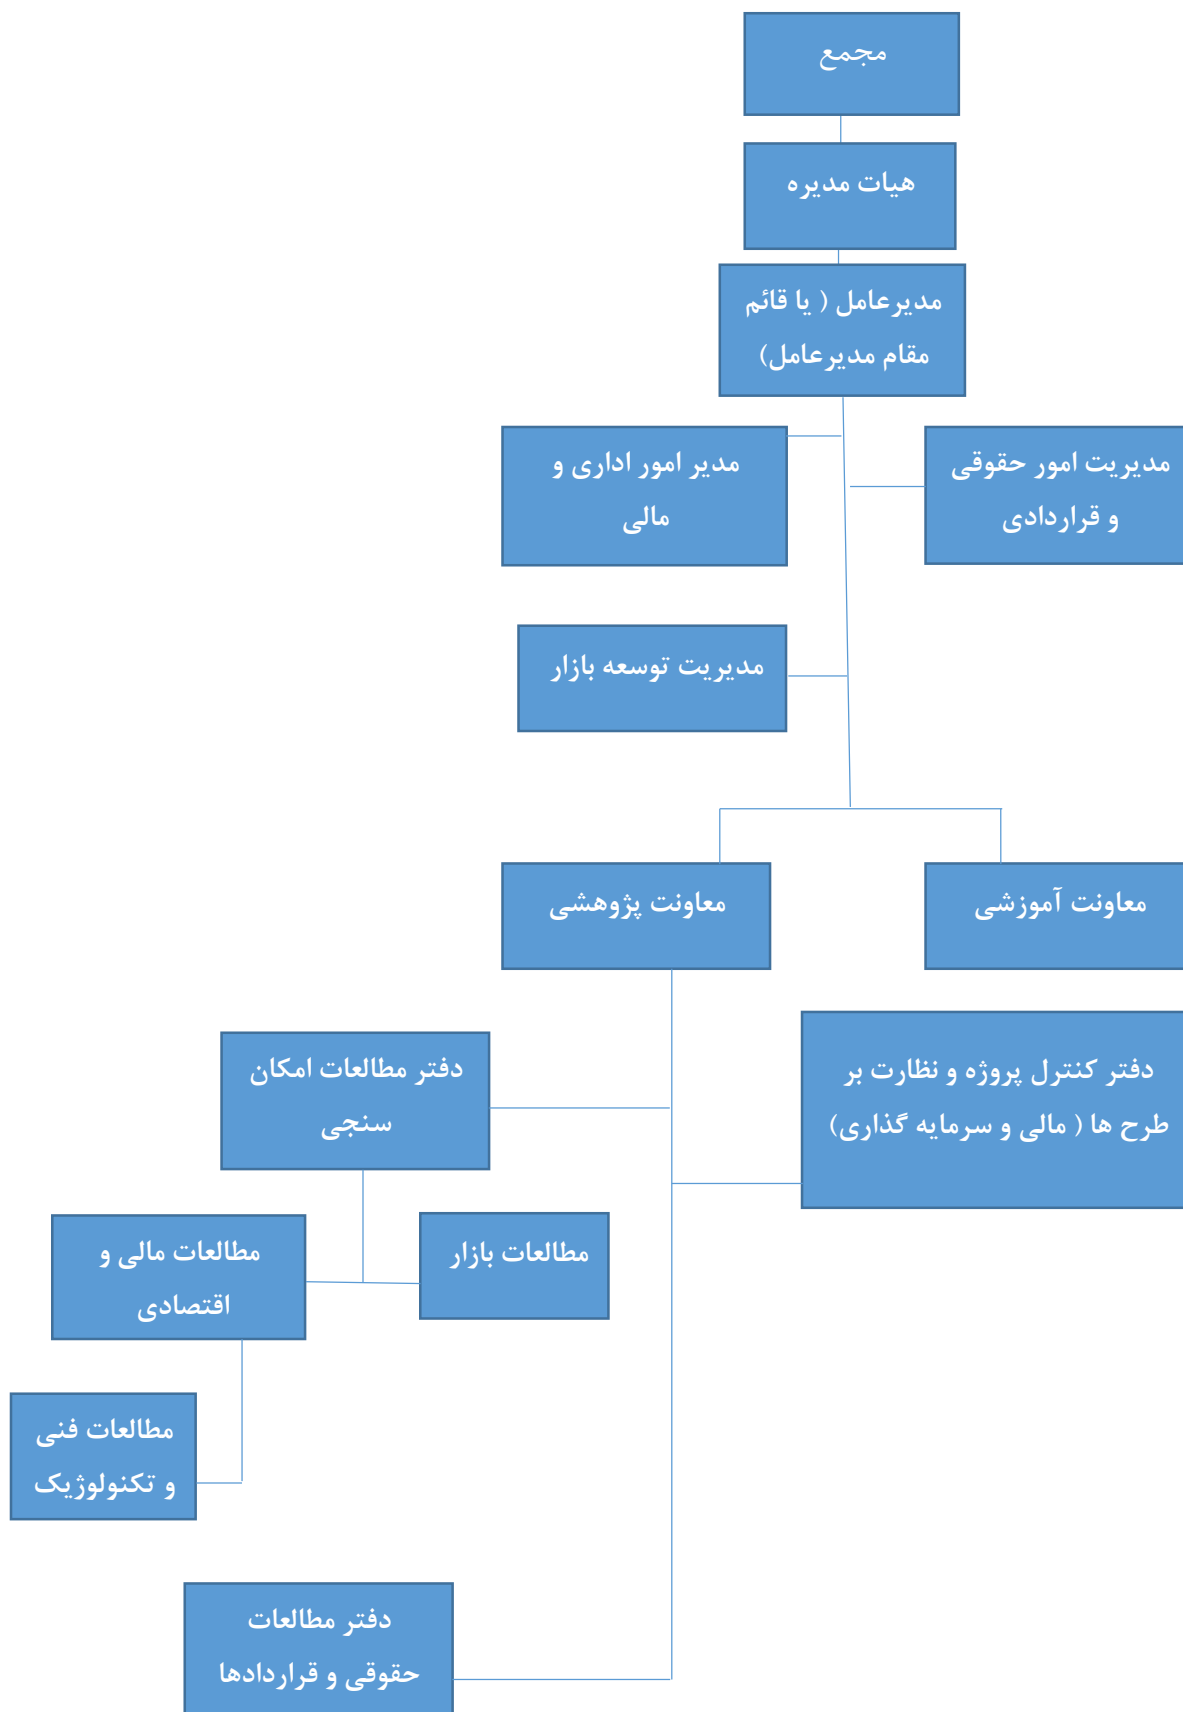 مجمع
هیات مدیره
مدیرعامل ( یا قائم
مقام مدیرعامل)
مدیریت امور حقوقی
و قراردادی
مدیر امور اداری و
مالی
مدیریت توسعه بازار
معاونت آموزشی
معاونت پژوهشی
دفتر کنترل پروژه و نظارت بر
طرح ها ( مالی و سرمایه گذاری)
دفتر مطالعات امکان
سنجی
مطالعات بازار
مطالعات مالی و
اقتصادی
مطالعات فنی
و تکنولوژیک
دفتر مطالعات
حقوقی و قراردادها